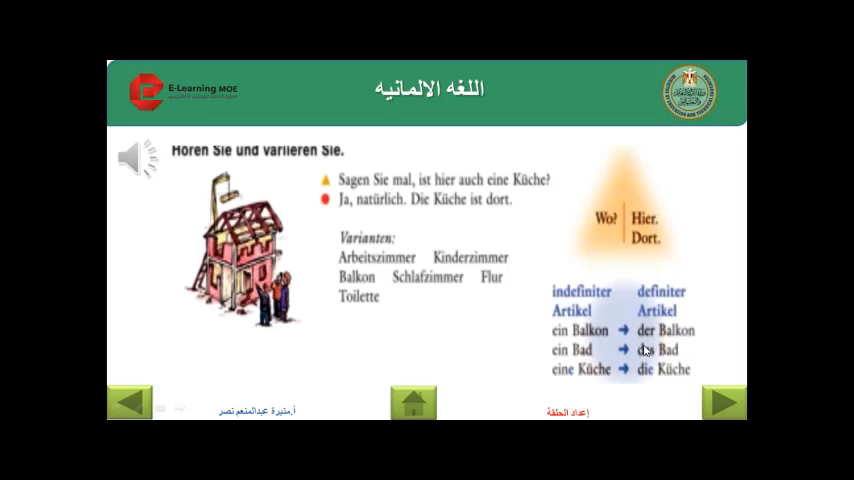 E-Learning MOE
اللغه الالمانيه
Hören Sie und variieren Sie.
Sagen Sie mal, ist hier auch eine Küche?
Ja, natürlich. Die Küche ist dort.
Varianten:
Arbeitszimmer Kinderzimmer
Balkon Schlafzimmer Flur
Toilette
Wo? Hier.
Dort.
indefiniter definiter
Artikel Artikel
ein Balkon → der Balkon
ein Bad → das Bad
eine Küche → die Küche
أ.منيرة عبدالمنعم نصر
إعداد الحلقة